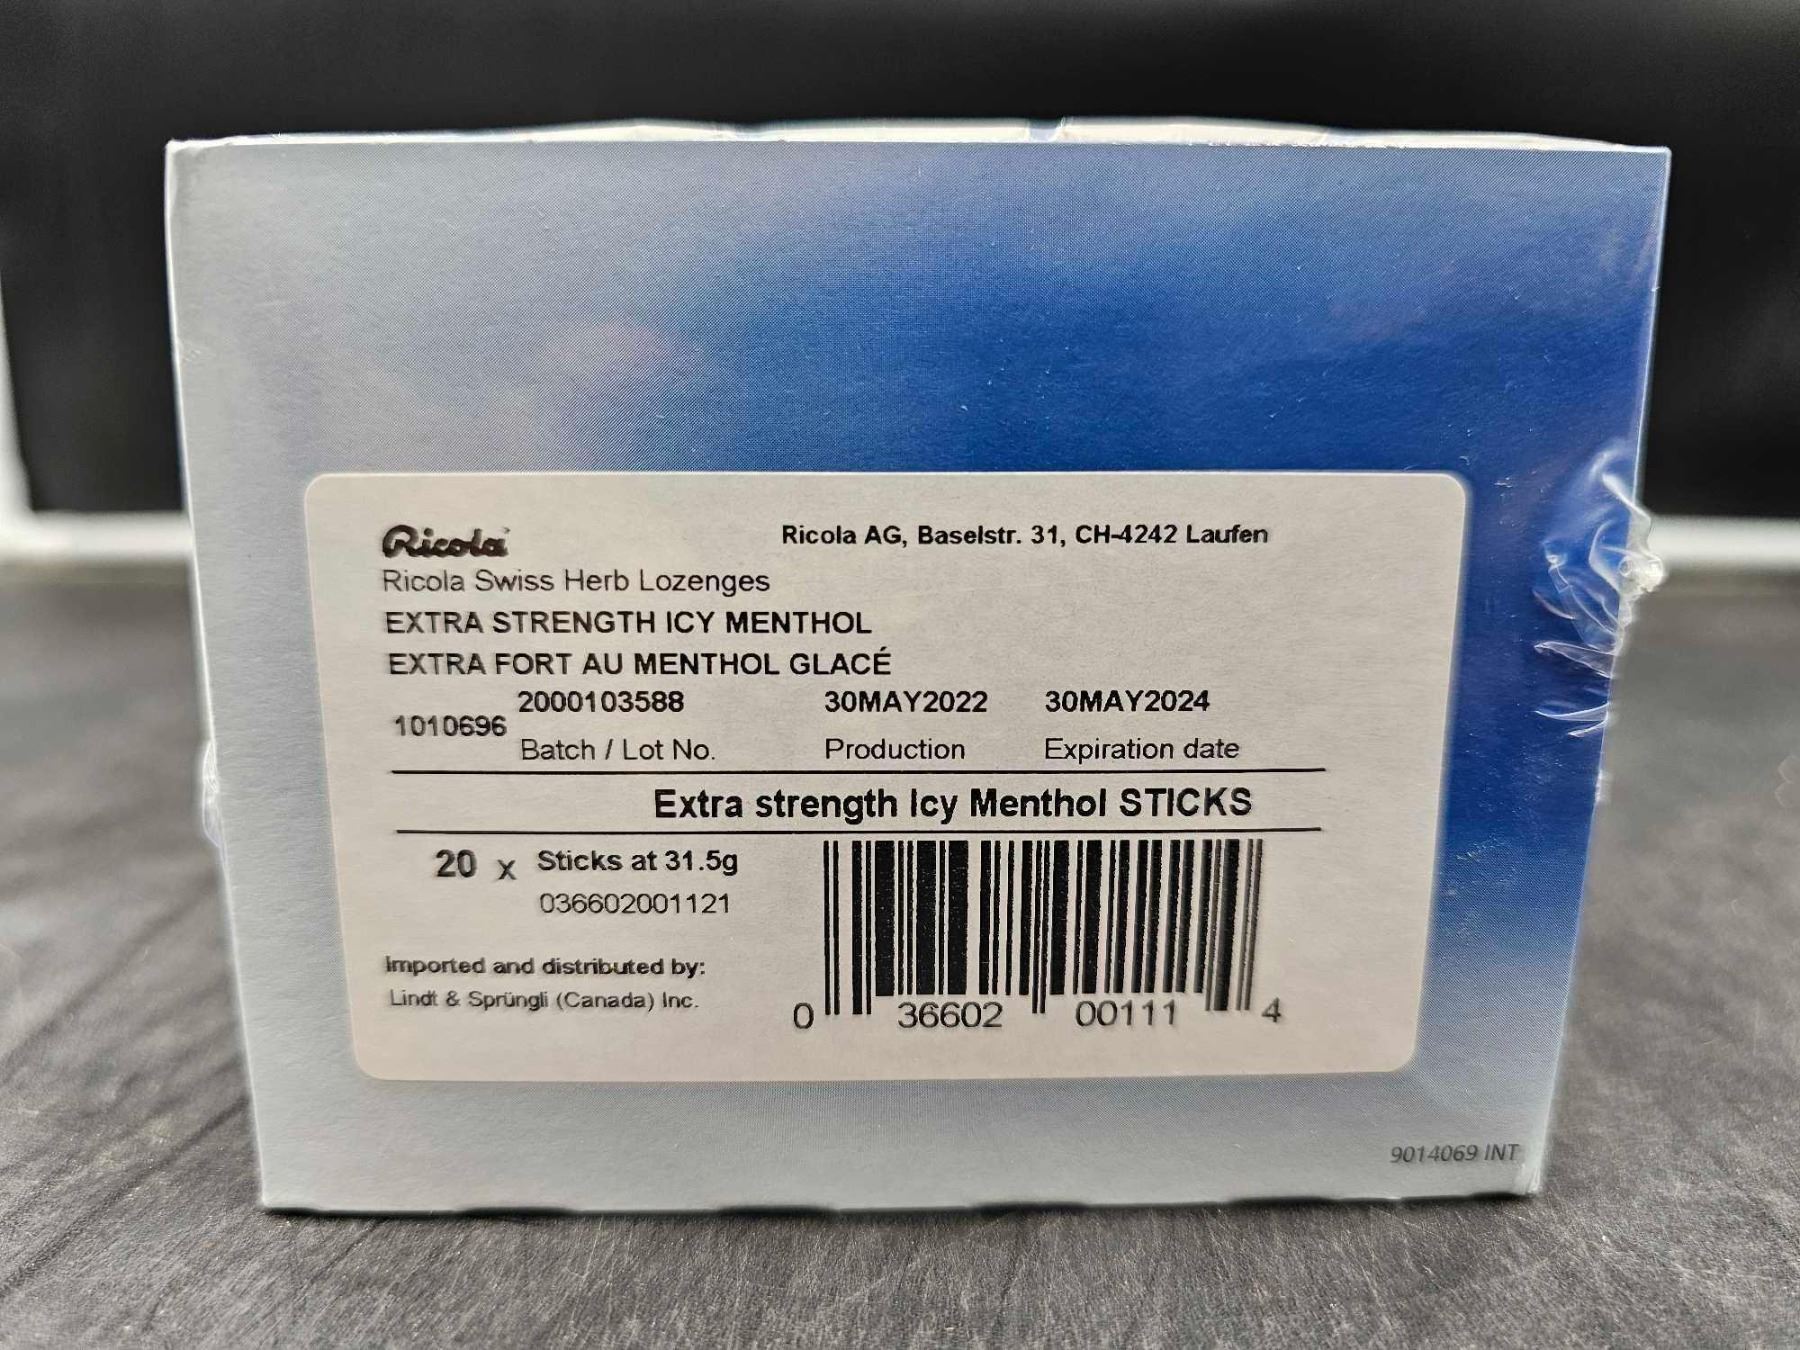 Ricola
Ricola AG, Baselstr. 31, CH-4242 Laufen
Ricola Swiss Herb Lozenges
EXTRA STRENGTH ICY MENTHOL
EXTRA FORT AU MENTHOL GLACÉ
2000103588 30MAY2022 30MAY2024
1010696
Batch / Lot No. Production Expiration date
Extra strength Icy Menthol STICKS
20 x Sticks at 31.5g
036602001121
Imported and distributed by:
Lindt & Sprüngli (Canada) Inc.
0 36602 00111 4
9014069 INT